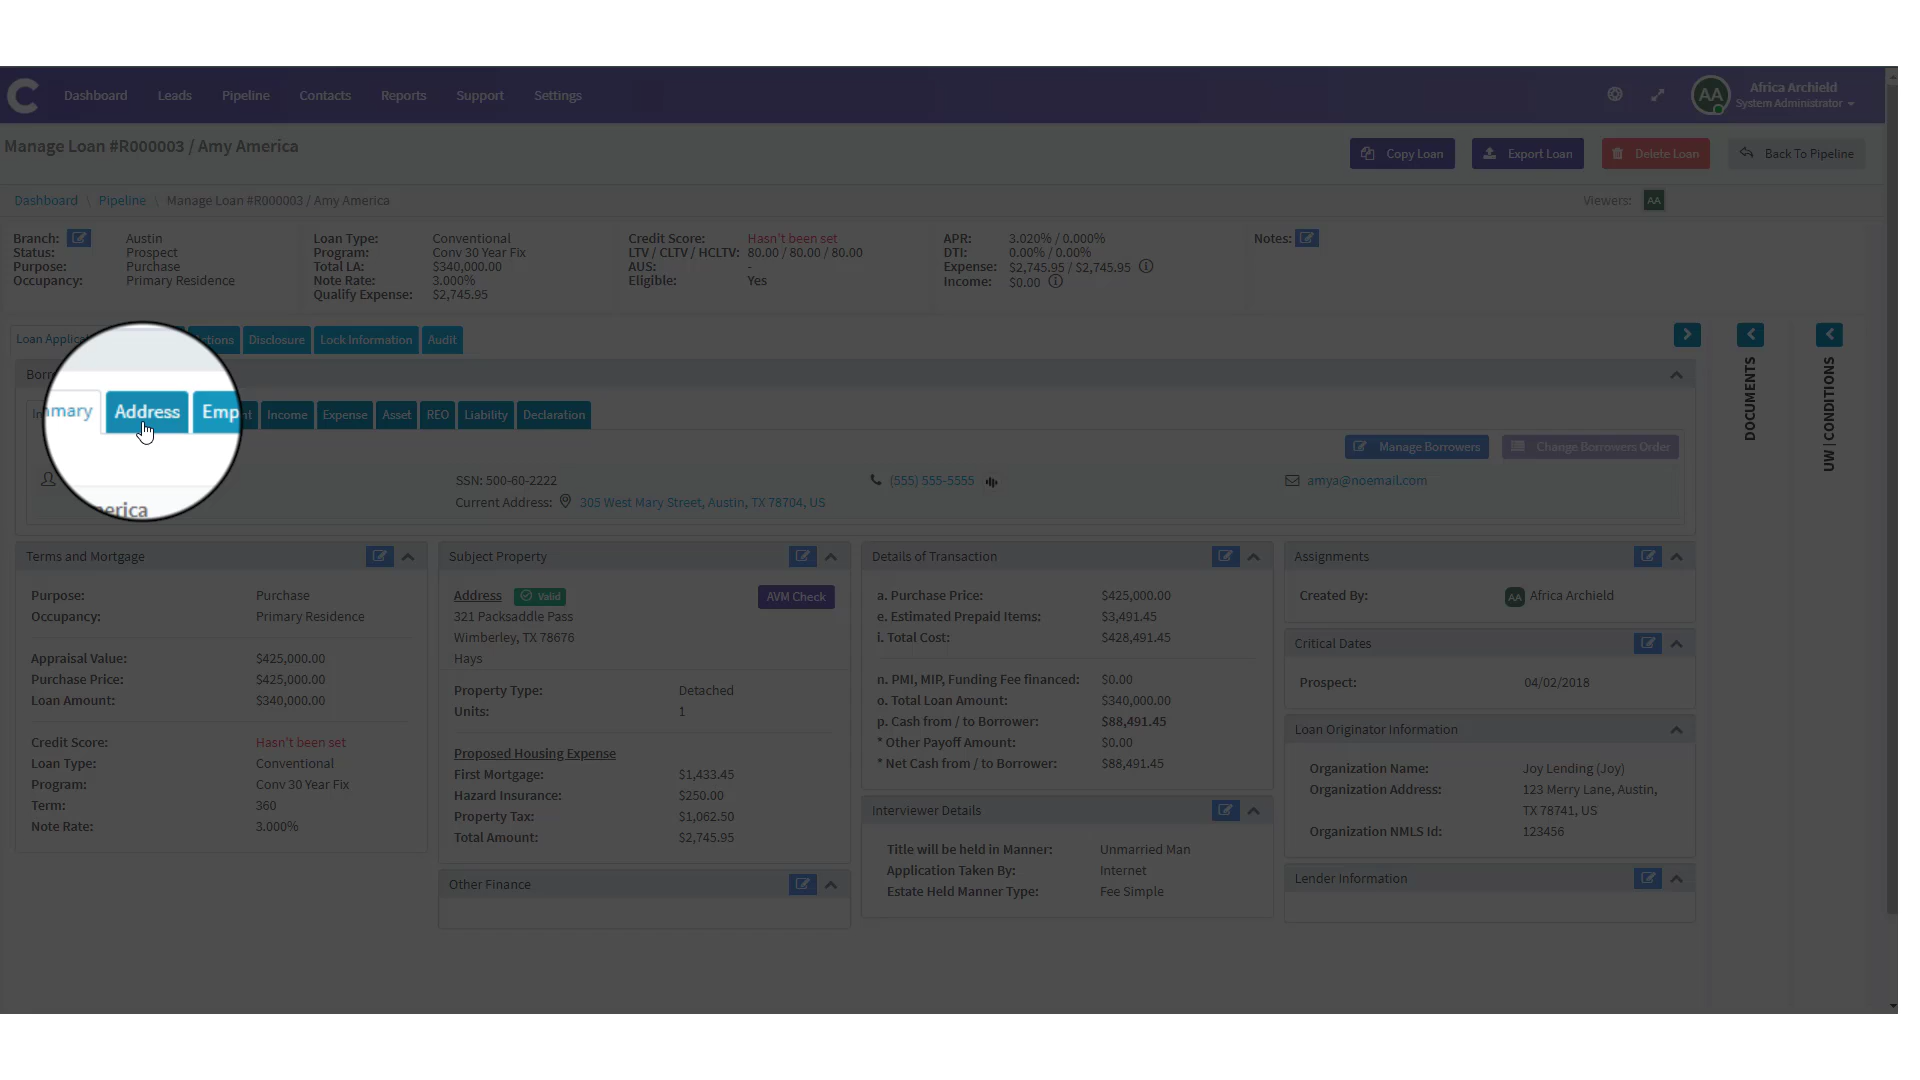 Dashboard Leads Pipeline Contacts Reports Support Settings
AA Africa Archield
System Administrator
Manage Loan #R000003 / Amy America
Copy Loan Export Loan Delete Loan Back To Pipeline
Dashboard \ Pipeline \ Manage Loan #R000003 / Amy America
Viewers: AA
Branch: Austin
Status: Prospect
Purpose: Purchase
Occupancy: Primary Residence
Loan Type: Conventional
Program: Conv 30 Year Fix
Total LA: $340,000.00
Note Rate: 3.000%
Qualify Expense: $2,745.95
Credit Score: Hasn't been set
LTV / CLTV / HCLTV: 80.00 / 80.00 / 80.00
AUS: -
Eligible: Yes
APR: 3.020% / 0.000%
DTI: 0.00% / 0.00%
Expense: $2,745.95 / $2,745.95
Income: $0.00
Notes:
Loan Applic ctions Disclosure Lock Information Audit
Borr
mmary Address Emp nt Income Expense Asset REO Liability Declaration
Manage Borrowers Change Borrowers Order
erica
SSN: 500-60-2222
Current Address: 305 West Mary Street, Austin, TX 78704, US
(555) 555-5555
amya@noemail.com
DOCUMENTS
UW | CONDITIONS
Terms and Mortgage
Purpose: Purchase
Occupancy: Primary Residence
Appraisal Value: $425,000.00
Purchase Price: $425,000.00
Loan Amount: $340,000.00
Credit Score: Hasn't been set
Loan Type: Conventional
Program: Conv 30 Year Fix
Term: 360
Note Rate: 3.000%
Subject Property
Address Valid
AVM Check
321 Packsaddle Pass
Wimberley, TX 78676
Hays
Property Type: Detached
Units: 1
Proposed Housing Expense
First Mortgage: $1,433.45
Hazard Insurance: $250.00
Property Tax: $1,062.50
Total Amount: $2,745.95
Other Finance
Details of Transaction
a. Purchase Price: $425,000.00
e. Estimated Prepaid Items: $3,491.45
i. Total Cost: $428,491.45
n. PMI, MIP, Funding Fee financed: $0.00
o. Total Loan Amount: $340,000.00
p. Cash from / to Borrower: $88,491.45
* Other Payoff Amount: $0.00
* Net Cash from / to Borrower: $88,491.45
Interviewer Details
Title will be held in Manner: Unmarried Man
Application Taken By: Internet
Estate Held Manner Type: Fee Simple
Assignments
Created By: AA Africa Archield
Critical Dates
Prospect: 04/02/2018
Loan Originator Information
Organization Name: Joy Lending (Joy)
Organization Address: 123 Merry Lane, Austin,
TX 78741, US
Organization NMLS Id: 123456
Lender Information